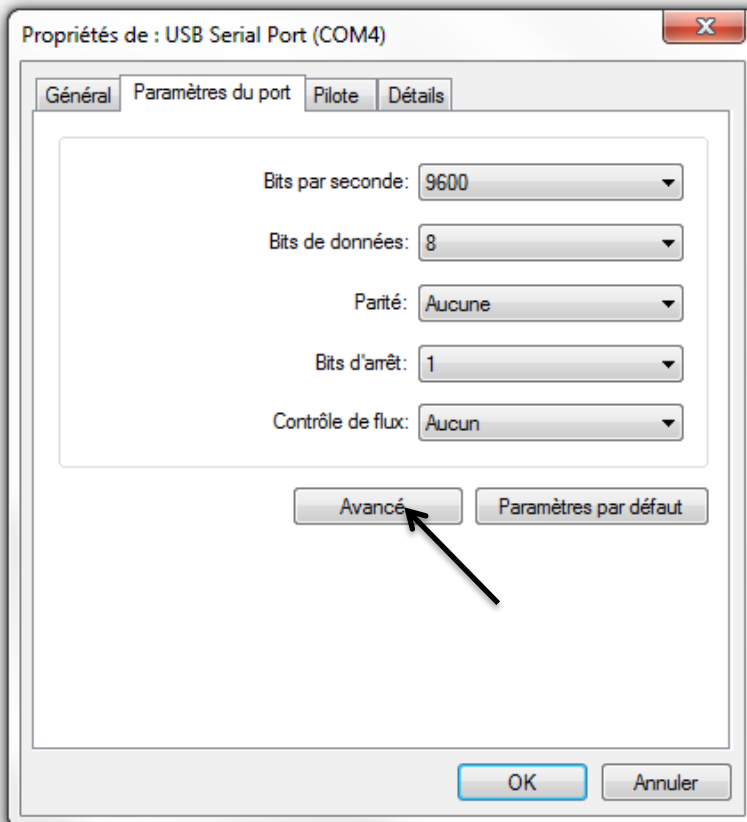 Propriétés de : USB Serial Port (COM4)
Général Paramètres du port Pilote Détails
Bits par seconde: 9600
Bits de données: 8
Parité: Aucune
Bits d'arrêt: 1
Contrôle de flux: Aucun
Avancé Paramètres par défaut
OK Annuler